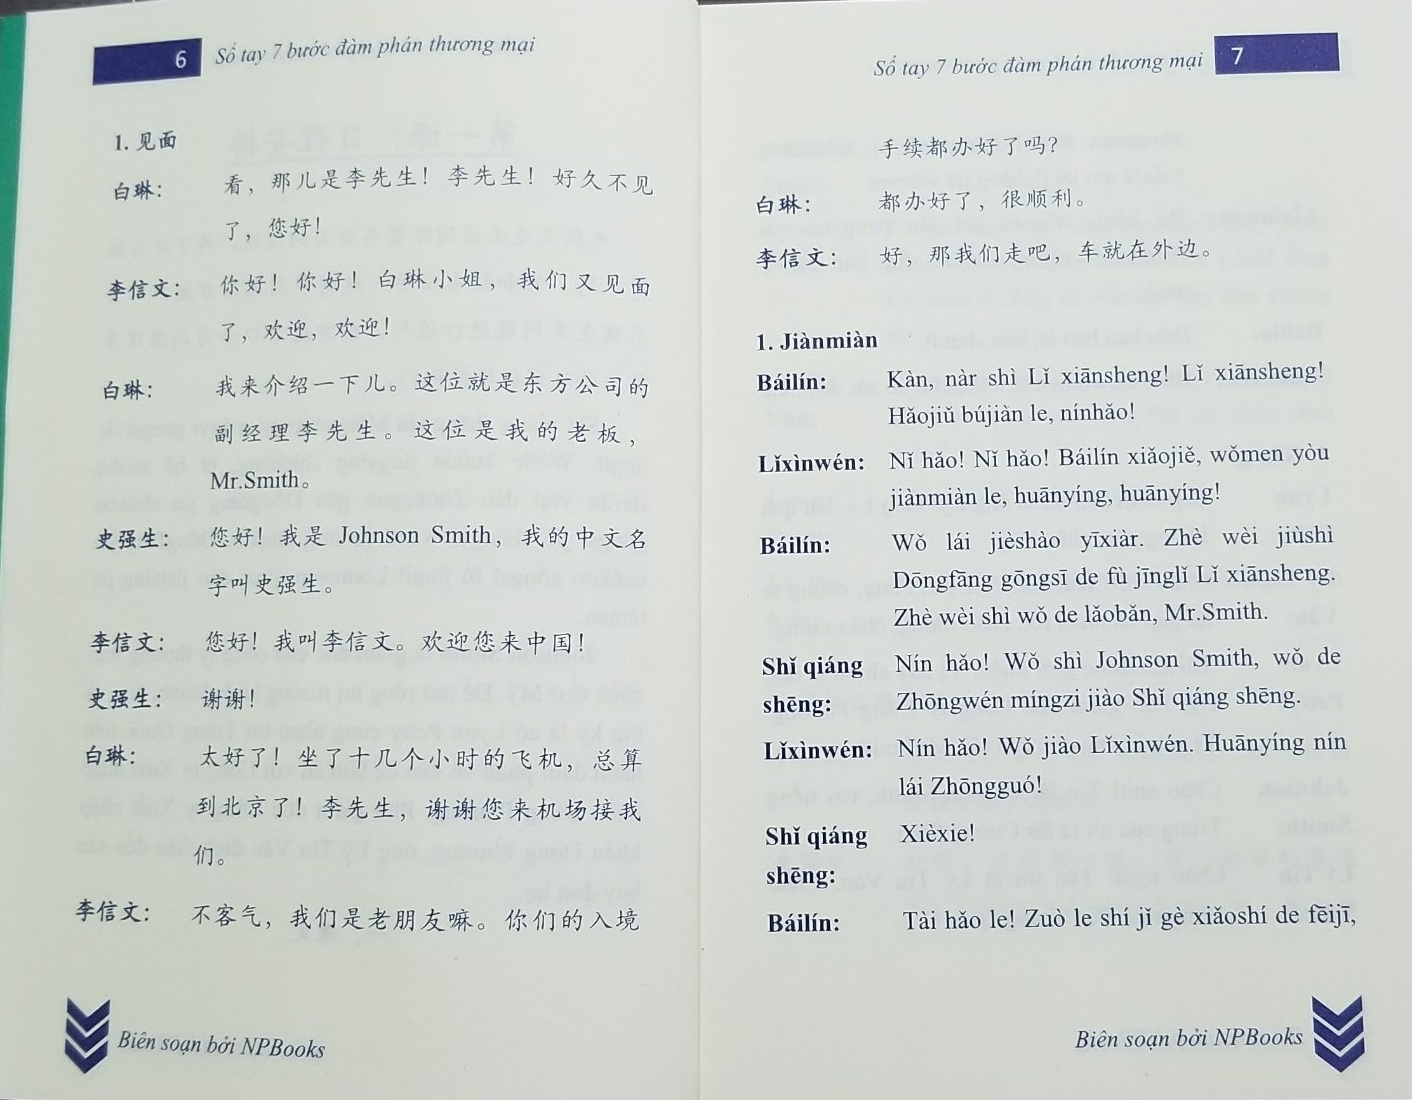 6 Sổ tay 7 bước đàm phán thương mại
1. 见面
白琳： 看，那儿是李先生！李先生！好久不见
了，您好！
李信文： 你好！你好！白琳小姐，我们又见面
了，欢迎，欢迎！
白琳： 我来介绍一下儿。这位就是东方公司的
副经理李先生。这位是我的老板，
Mr.Smith。
史强生： 您好！我是 Johnson Smith，我的中文名
字叫史强生。
李信文： 您好！我叫李信文。欢迎您来中国！
史强生： 谢谢！
白琳： 太好了！坐了十几个小时的飞机，总算
到北京了！李先生，谢谢您来机场接我
们。
李信文： 不客气，我们是老朋友嘛。你们的入境
Biên soạn bởi NPBooks
Sổ tay 7 bước đàm phán thương mại 7
手续都办好了吗？
白琳： 都办好了，很顺利。
李信文： 好，那我们走吧，车就在外边。
1. Jiànmiàn
Báilín: Kàn, nàr shì Lǐ xiānsheng! Lǐ xiānsheng!
Hǎojiǔ bújiàn le, nínhǎo!
Lǐxìnwén: Nǐ hǎo! Nǐ hǎo! Báilín xiǎojiě, wǒmen yòu
jiànmiàn le, huānyíng, huānyíng!
Báilín: Wǒ lái jièshào yīxiàr. Zhè wèi jiùshì
Dōngfāng gōngsī de fù jīnglǐ Lǐ xiānsheng.
Zhè wèi shì wǒ de lǎobǎn, Mr.Smith.
Shǐ qiáng Nín hǎo! Wǒ shì Johnson Smith, wǒ de
shēng: Zhōngwén míngzi jiào Shǐ qiáng shēng.
Lǐxìnwén: Nín hǎo! Wǒ jiào Lǐxìnwén. Huānyíng nín
lái Zhōngguó!
Shǐ qiáng Xièxie!
shēng:
Báilín: Tài hǎo le! Zuò le shí jǐ gè xiǎoshí de fēijī,
Biên soạn bởi NPBooks